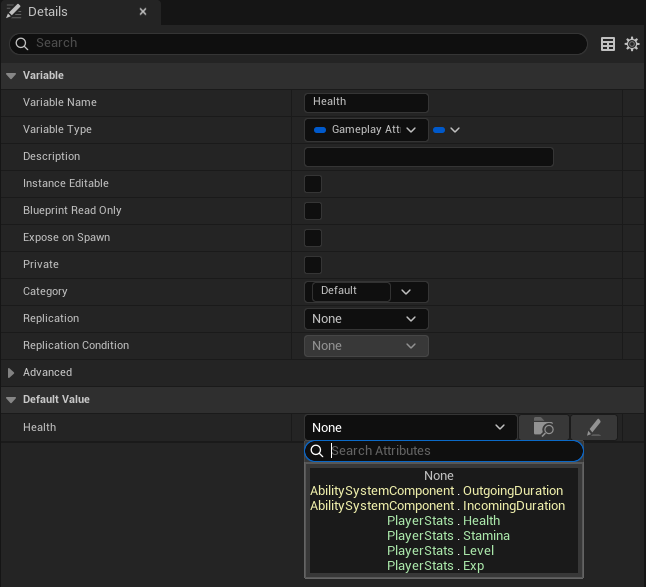 Details
Search
Variable
Variable Name Health
Variable Type Gameplay Attri
Description
Instance Editable
Blueprint Read Only
Expose on Spawn
Private
Category Default
Replication None
Replication Condition None
Advanced
Default Value
Health None
Search Attributes
None
AbilitySystemComponent . OutgoingDuration
AbilitySystemComponent . IncomingDuration
PlayerStats . Health
PlayerStats . Stamina
PlayerStats . Level
PlayerStats . Exp